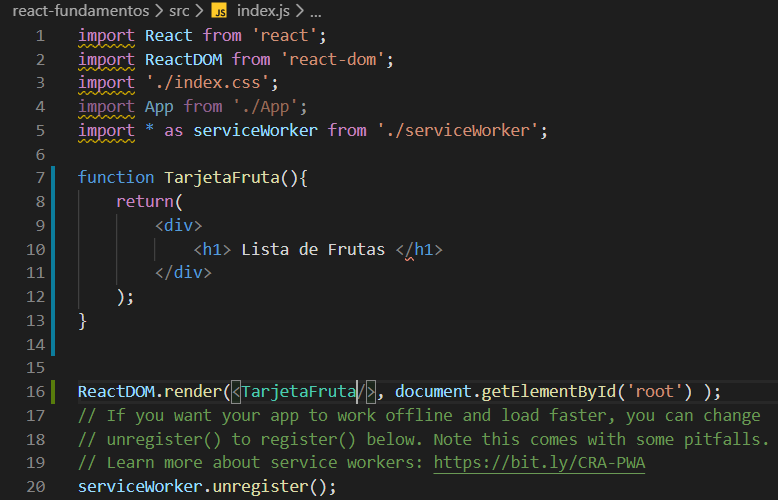 react-fundamentos > src > JS index.js > ...
1 import React from 'react';
2 import ReactDOM from 'react-dom';
3 import './index.css';
4 import App from './App';
5 import * as serviceWorker from './serviceWorker';
6
7 function TarjetaFruta(){
8 return(
9 <div>
10 <h1> Lista de Frutas </h1>
11 </div>
12 );
13 }
14
15
16 ReactDOM.render(<TarjetaFruta/>, document.getElementById('root') );
17 // If you want your app to work offline and load faster, you can change
18 // unregister() to register() below. Note this comes with some pitfalls.
19 // Learn more about service workers: https://bit.ly/CRA-PWA
20 serviceWorker.unregister();